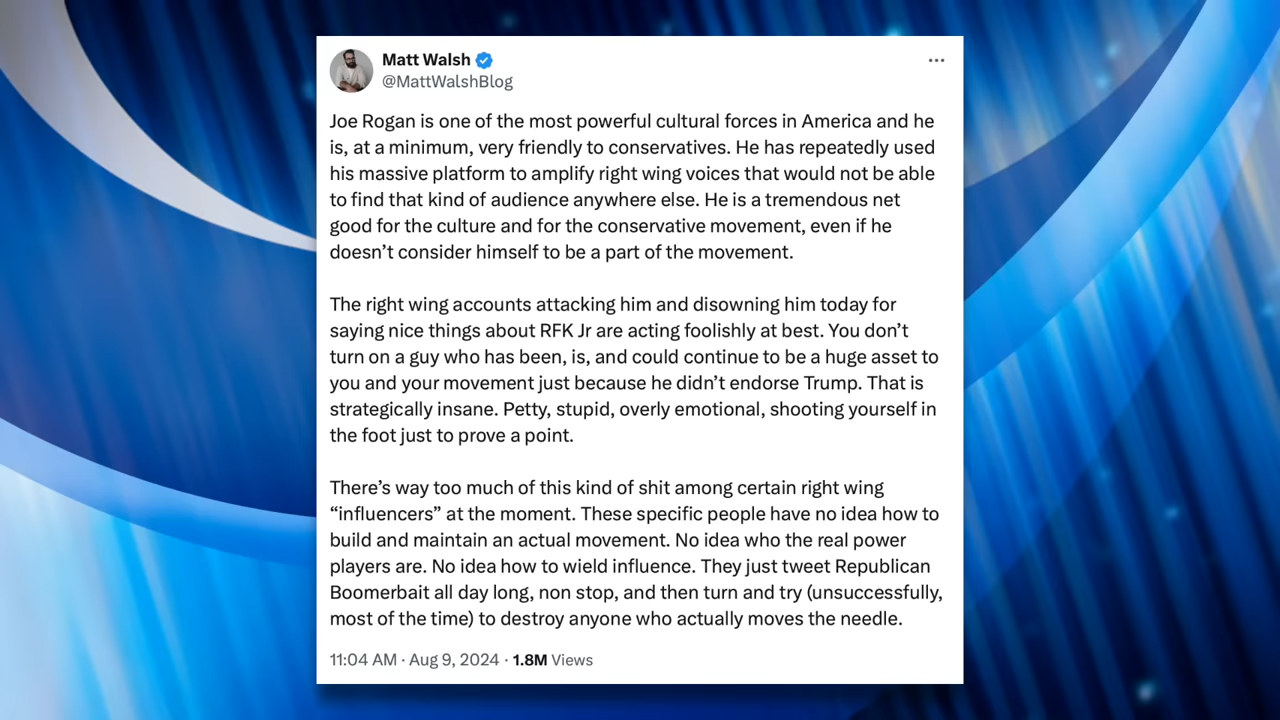 Matt Walsh
@MattWalshBlog
Joe Rogan is one of the most powerful cultural forces in America and he
is, at a minimum, very friendly to conservatives. He has repeatedly used
his massive platform to amplify right wing voices that would not be able
to find that kind of audience anywhere else. He is a tremendous net
good for the culture and for the conservative movement, even if he
doesn’t consider himself to be a part of the movement.
The right wing accounts attacking him and disowning him today for
saying nice things about RFK Jr are acting foolishly at best. You don’t
turn on a guy who has been, is, and could continue to be a huge asset to
you and your movement just because he didn’t endorse Trump. That is
strategically insane. Petty, stupid, overly emotional, shooting yourself in
the foot just to prove a point.
There’s way too much of this kind of shit among certain right wing
“influencers” at the moment. These specific people have no idea how to
build and maintain an actual movement. No idea who the real power
players are. No idea how to wield influence. They just tweet Republican
Boomerbait all day long, non stop, and then turn and try (unsuccessfully,
most of the time) to destroy anyone who actually moves the needle.
11:04 AM · Aug 9, 2024 · 1.8M Views